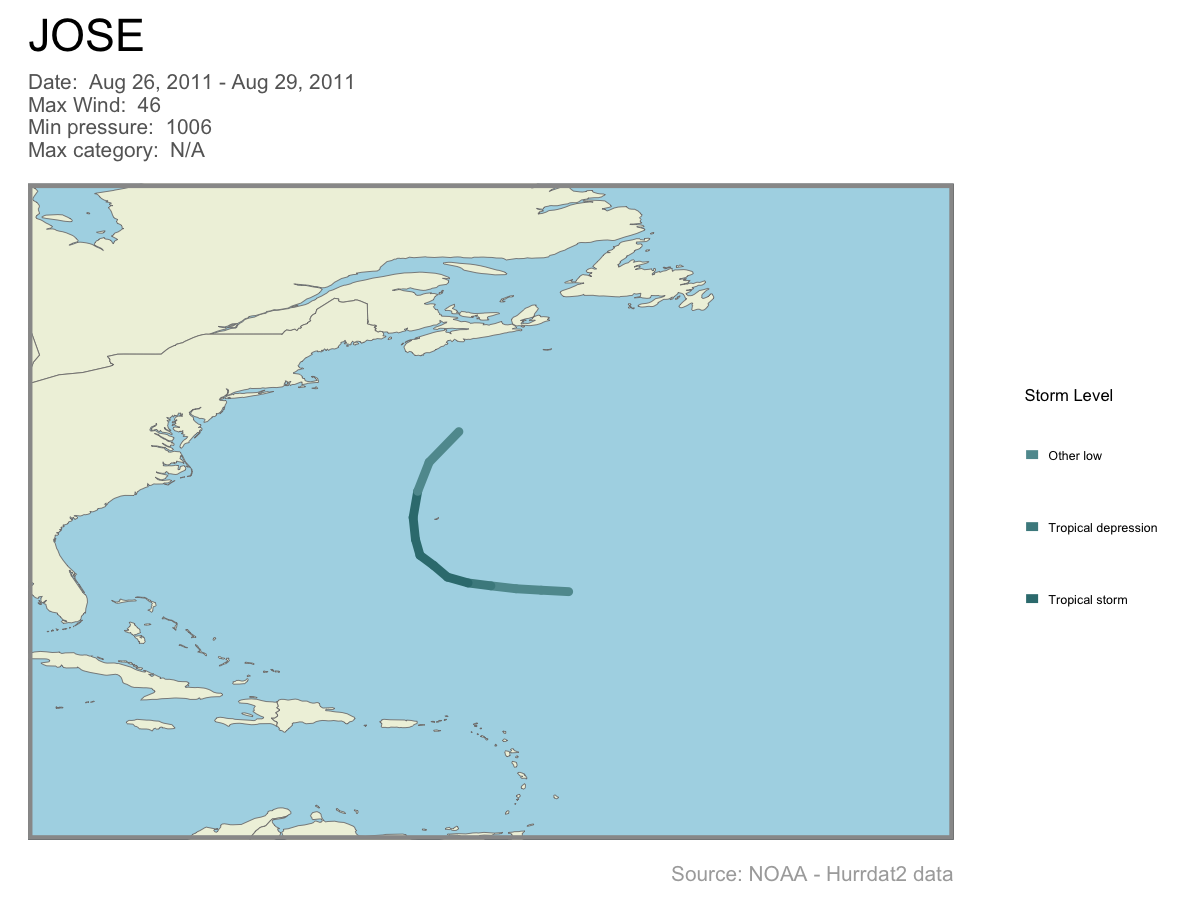 JOSE
Date:  Aug 26, 2011 - Aug 29, 2011
Max Wind:  46
Min pressure:  1006
Max category:  N/A
Storm Level
Other low
Tropical depression
Tropical storm
Source: NOAA - Hurrdat2 data